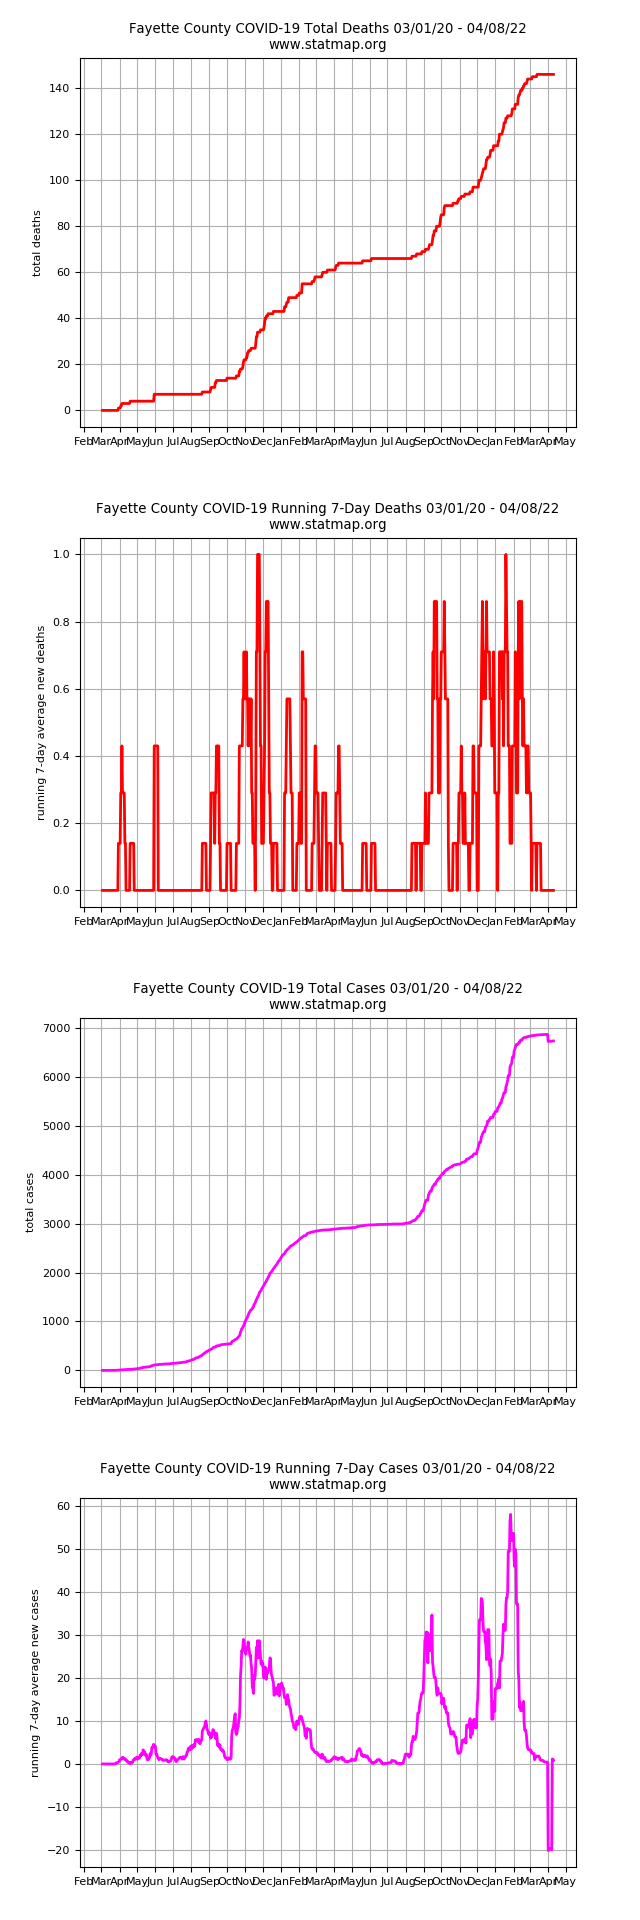 Fayette County COVID-19 Total Deaths 03/01/20 - 04/08/22
www.statmap.org
140
120
100
80
60
40
20
0
total deaths
Feb Mar Apr May Jun Jul Aug Sep Oct Nov Dec Jan Feb Mar Apr May Jun Jul Aug Sep Oct Nov Dec Jan Feb Mar Apr May
Fayette County COVID-19 Running 7-Day Deaths 03/01/20 - 04/08/22
www.statmap.org
1.0
0.8
0.6
0.4
0.2
0.0
running 7-day average new deaths
Feb Mar Apr May Jun Jul Aug Sep Oct Nov Dec Jan Feb Mar Apr May Jun Jul Aug Sep Oct Nov Dec Jan Feb Mar Apr May
Fayette County COVID-19 Total Cases 03/01/20 - 04/08/22
www.statmap.org
7000
6000
5000
4000
3000
2000
1000
0
total cases
Feb Mar Apr May Jun Jul Aug Sep Oct Nov Dec Jan Feb Mar Apr May Jun Jul Aug Sep Oct Nov Dec Jan Feb Mar Apr May
Fayette County COVID-19 Running 7-Day Cases 03/01/20 - 04/08/22
www.statmap.org
60
50
40
30
20
10
0
−10
−20
running 7-day average new cases
Feb Mar Apr May Jun Jul Aug Sep Oct Nov Dec Jan Feb Mar Apr May Jun Jul Aug Sep Oct Nov Dec Jan Feb Mar Apr May